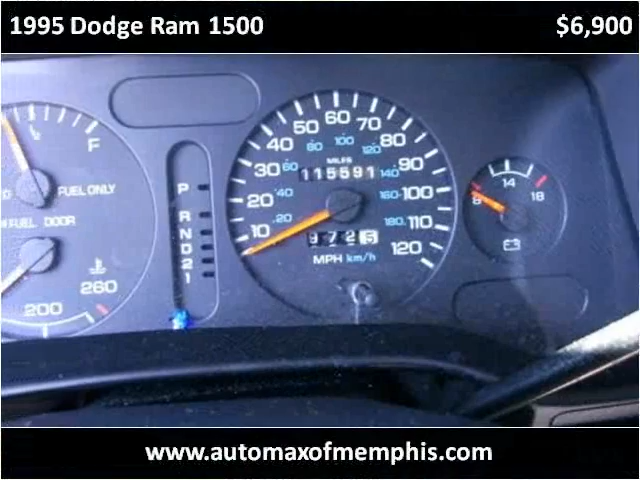 1995 Dodge Ram 1500 $6,900
F
FUEL ONLY
FUEL DOOR
260
200
P
R
N
D
2
1
10 20 30 40 50 60 70 80 90 100 110 120
20 40 60 80 100 120 140 160 180
MILES
115591
972 5
MPH km/h
8 14 18
www.automaxofmemphis.com